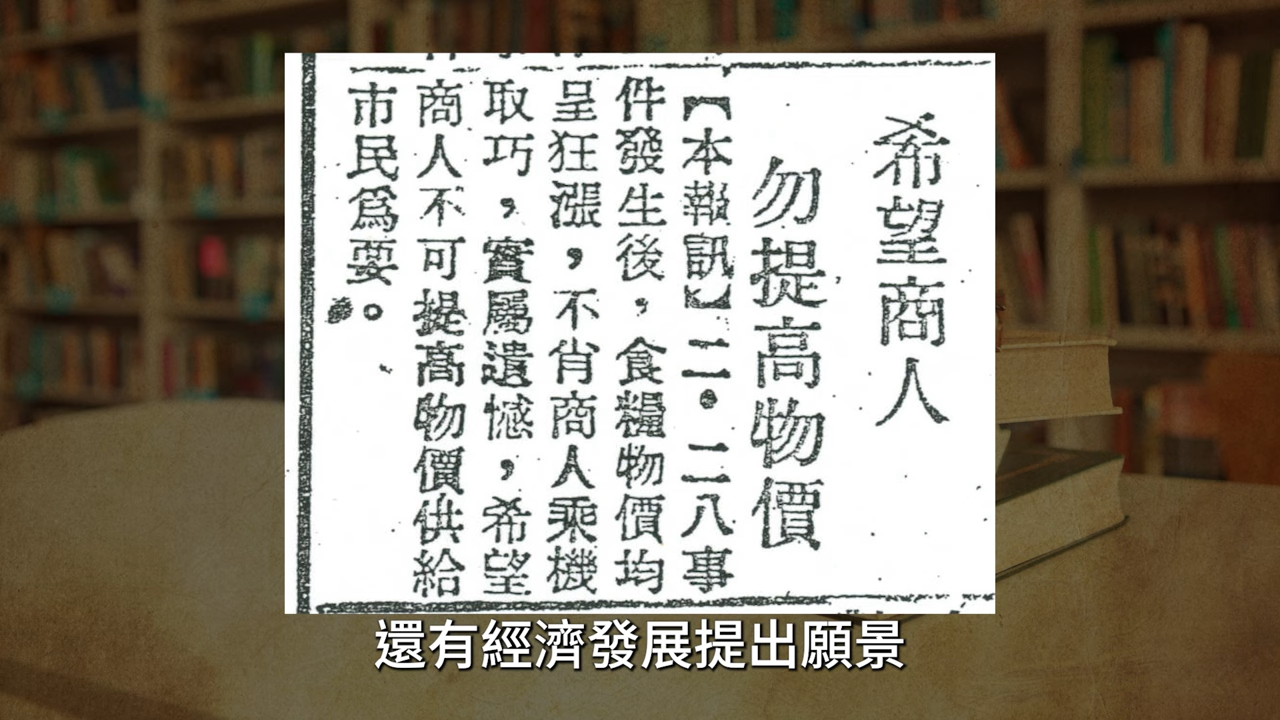 希望商人
勿提高物價
【本報訊】二•二八事
件發生後，食糧物價均
呈狂漲，不肖商人乘機
取巧，實屬遺憾，希望
商人不可提高物價供給
市民爲要。
還有經濟發展提出願景